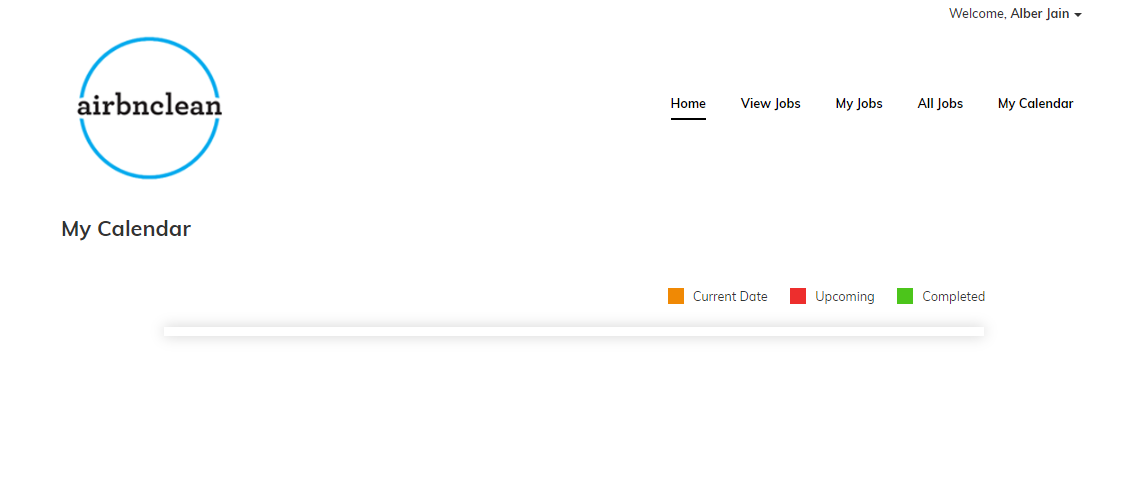 Welcome, Alber Jain
airbnclean
Home View Jobs My Jobs All Jobs My Calendar
My Calendar
Current Date Upcoming Completed